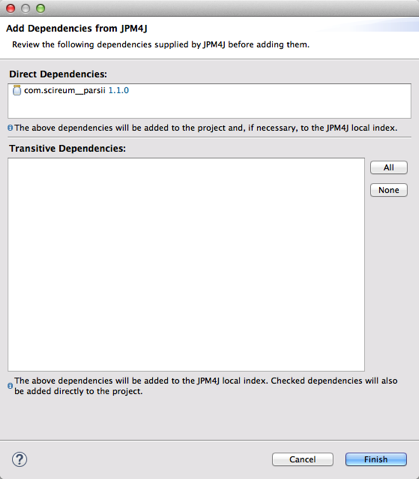 Add Dependencies from JPM4J
Review the following dependencies supplied by JPM4J before adding them.
Direct Dependencies:
com.scireum__parsii 1.1.0
The above dependencies will be added to the project and, if necessary, to the JPM4J local index.
Transitive Dependencies:
All
None
The above dependencies will be added to the JPM4J local index. Checked dependencies will also
be added directly to the project.
?
Cancel
Finish